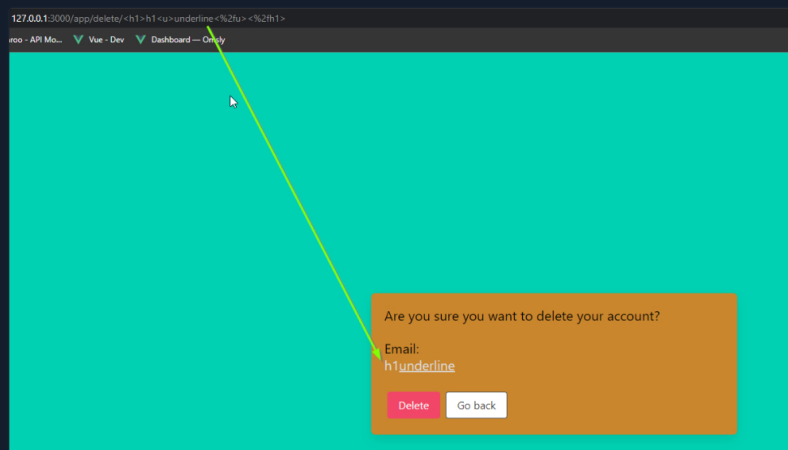 127.0.0.1:3000/app/delete/<h1>h1<u>underline<%2fu><%2fh1>
roo - API Mo... Vue - Dev Dashboard — Ornsly
Are you sure you want to delete your account?
Email:
h1underline
Delete Go back